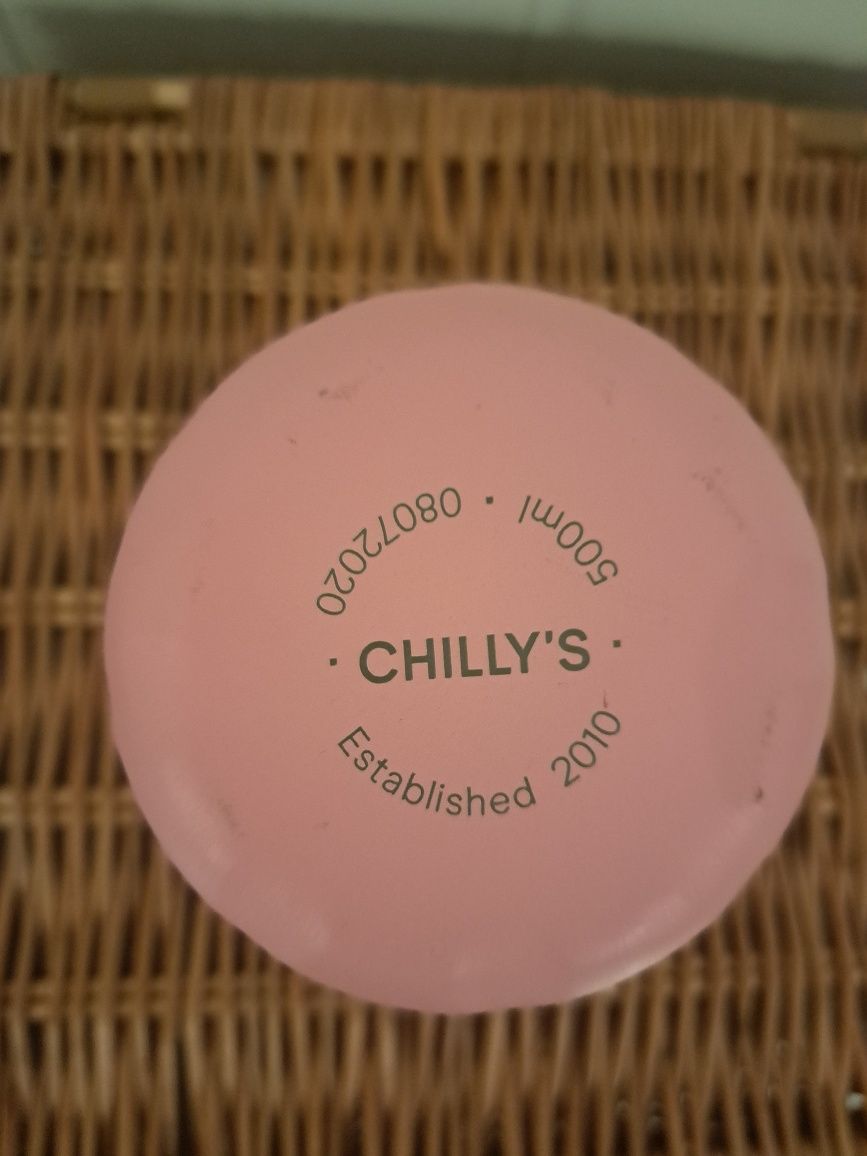 500ml · 08072020
· CHILLY'S ·
Established 2010